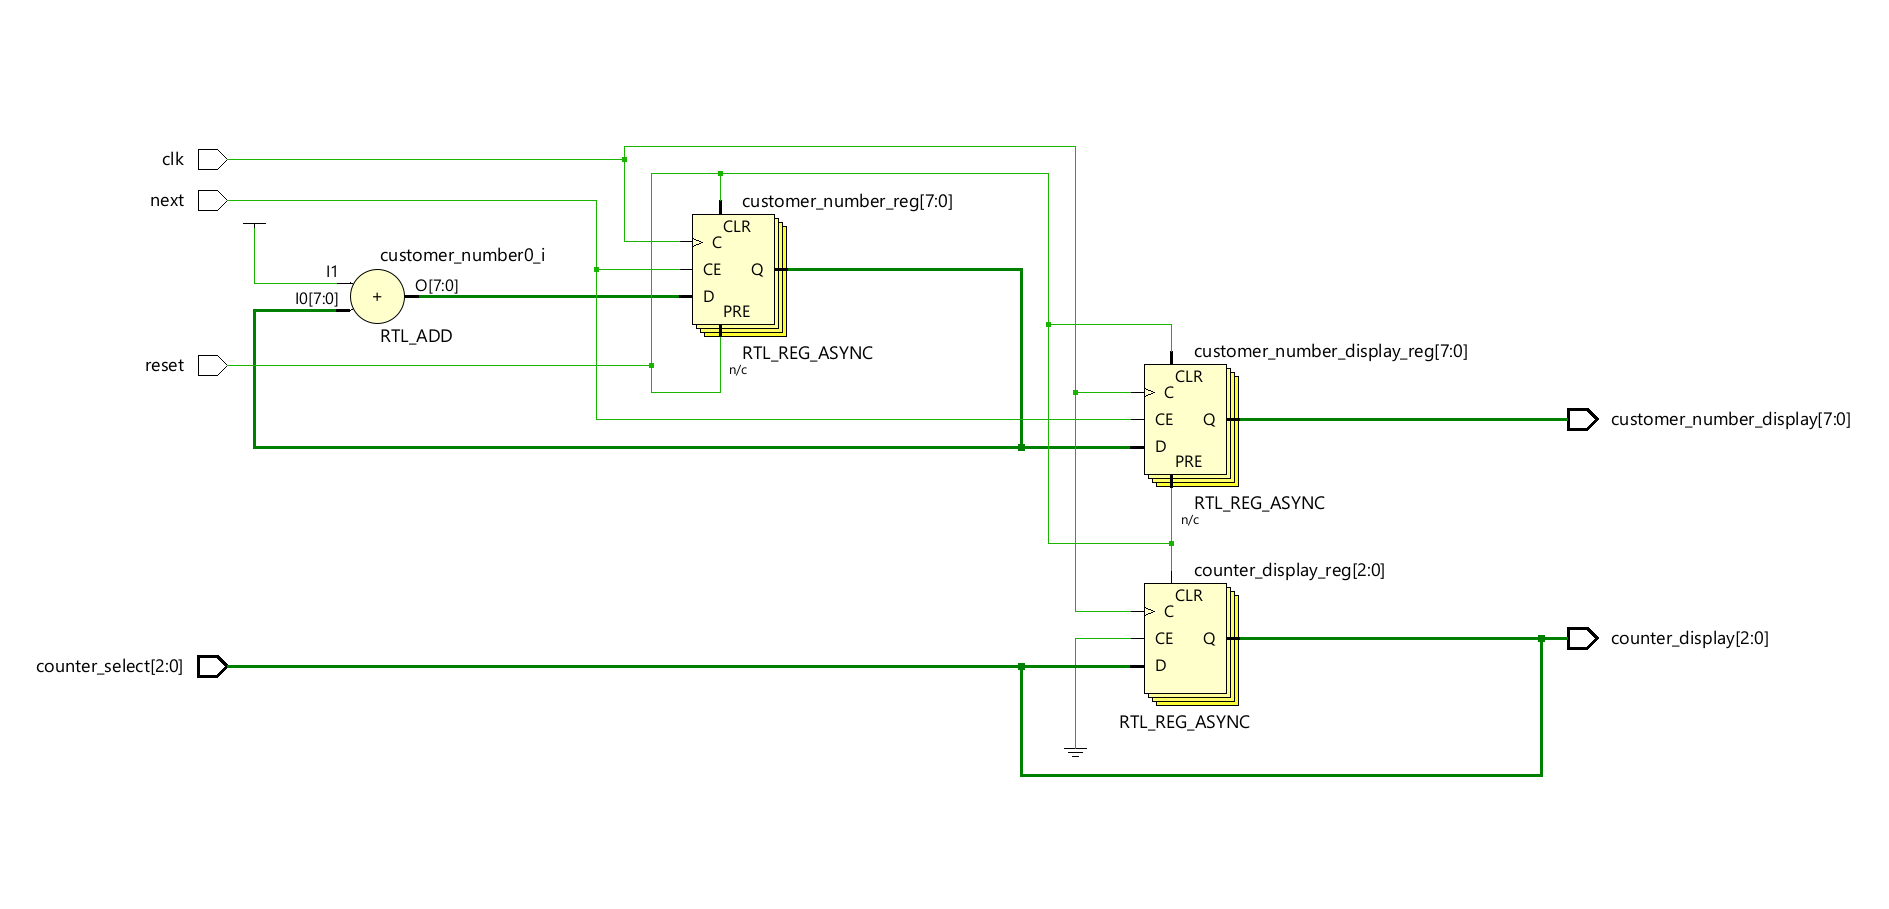 clk
next
reset
counter_select[2:0]
I1
I0[7:0]
customer_number0_i
+
O[7:0]
RTL_ADD
customer_number_reg[7:0]
CLR
C
CE
Q
D
PRE
RTL_REG_ASYNC
n/c
customer_number_display_reg[7:0]
CLR
C
CE
Q
D
PRE
RTL_REG_ASYNC
n/c
customer_number_display[7:0]
counter_display_reg[2:0]
CLR
C
CE
Q
D
RTL_REG_ASYNC
counter_display[2:0]